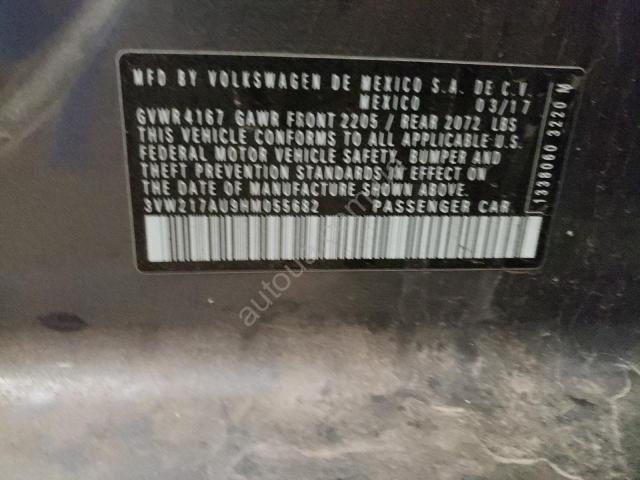 MFD BY VOLKSWAGEN DE MEXICO S.A. DE C.V.
MEXICO 03/17
GVWR 4167 GAWR FRONT 2205 / REAR 2072 LBS
THIS VEHICLE CONFORMS TO ALL APPLICABLE U.S.
FEDERAL MOTOR VEHICLE SAFETY, BUMPER AND
THEFT PREVENTION STANDARDS IN EFFECT ON
THE DATE OF MANUFACTURE SHOWN ABOVE.
3VW217AU9HM055682 PASSENGER CAR
1338060 3220 M